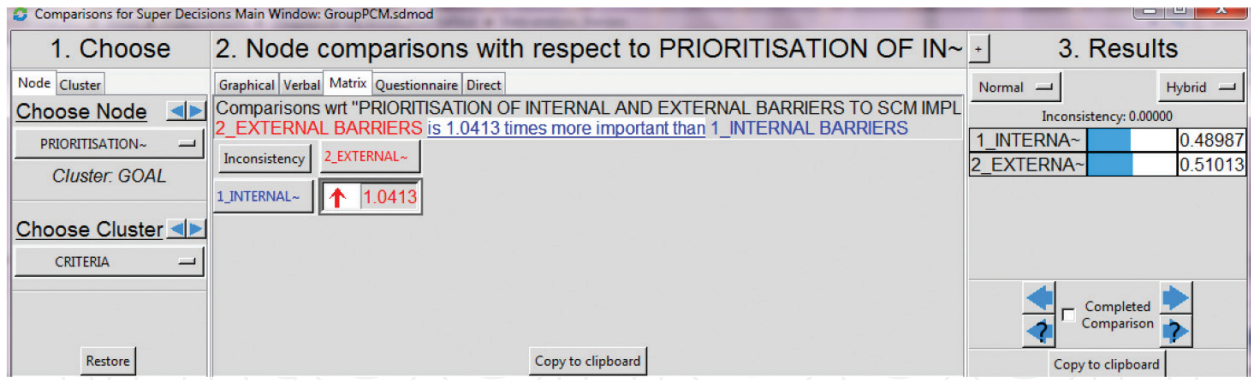 Comparisons for Super Decisions Main Window: GroupPCM.sdmod
1. Choose
Node Cluster
Choose Node
PRIORITISATION~
Cluster: GOAL
Choose Cluster
CRITERIA
Restore
2. Node comparisons with respect to PRIORITISATION OF IN~
Graphical Verbal Matrix Questionnaire Direct
Comparisons wrt "PRIORITISATION OF INTERNAL AND EXTERNAL BARRIERS TO SCM IMPL
2_EXTERNAL BARRIERS is 1.0413 times more important than 1_INTERNAL BARRIERS
Inconsistency 2_EXTERNAL~
1_INTERNAL~ 1.0413
Copy to clipboard
+ 3. Results
Normal Hybrid
Inconsistency: 0.00000
1_INTERNA~ 0.48987
2_EXTERNA~ 0.51013
Completed
Comparison
? ?
Copy to clipboard